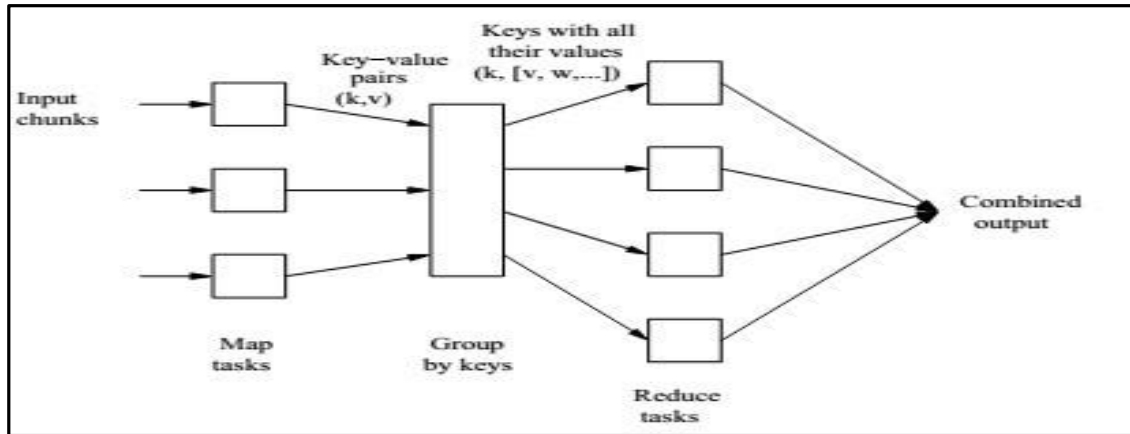 Input
chunks
Key−value
pairs
(k,v)
Keys with all
their values
(k, [v, w,...])
Combined
output
Map
tasks
Group
by keys
Reduce
tasks